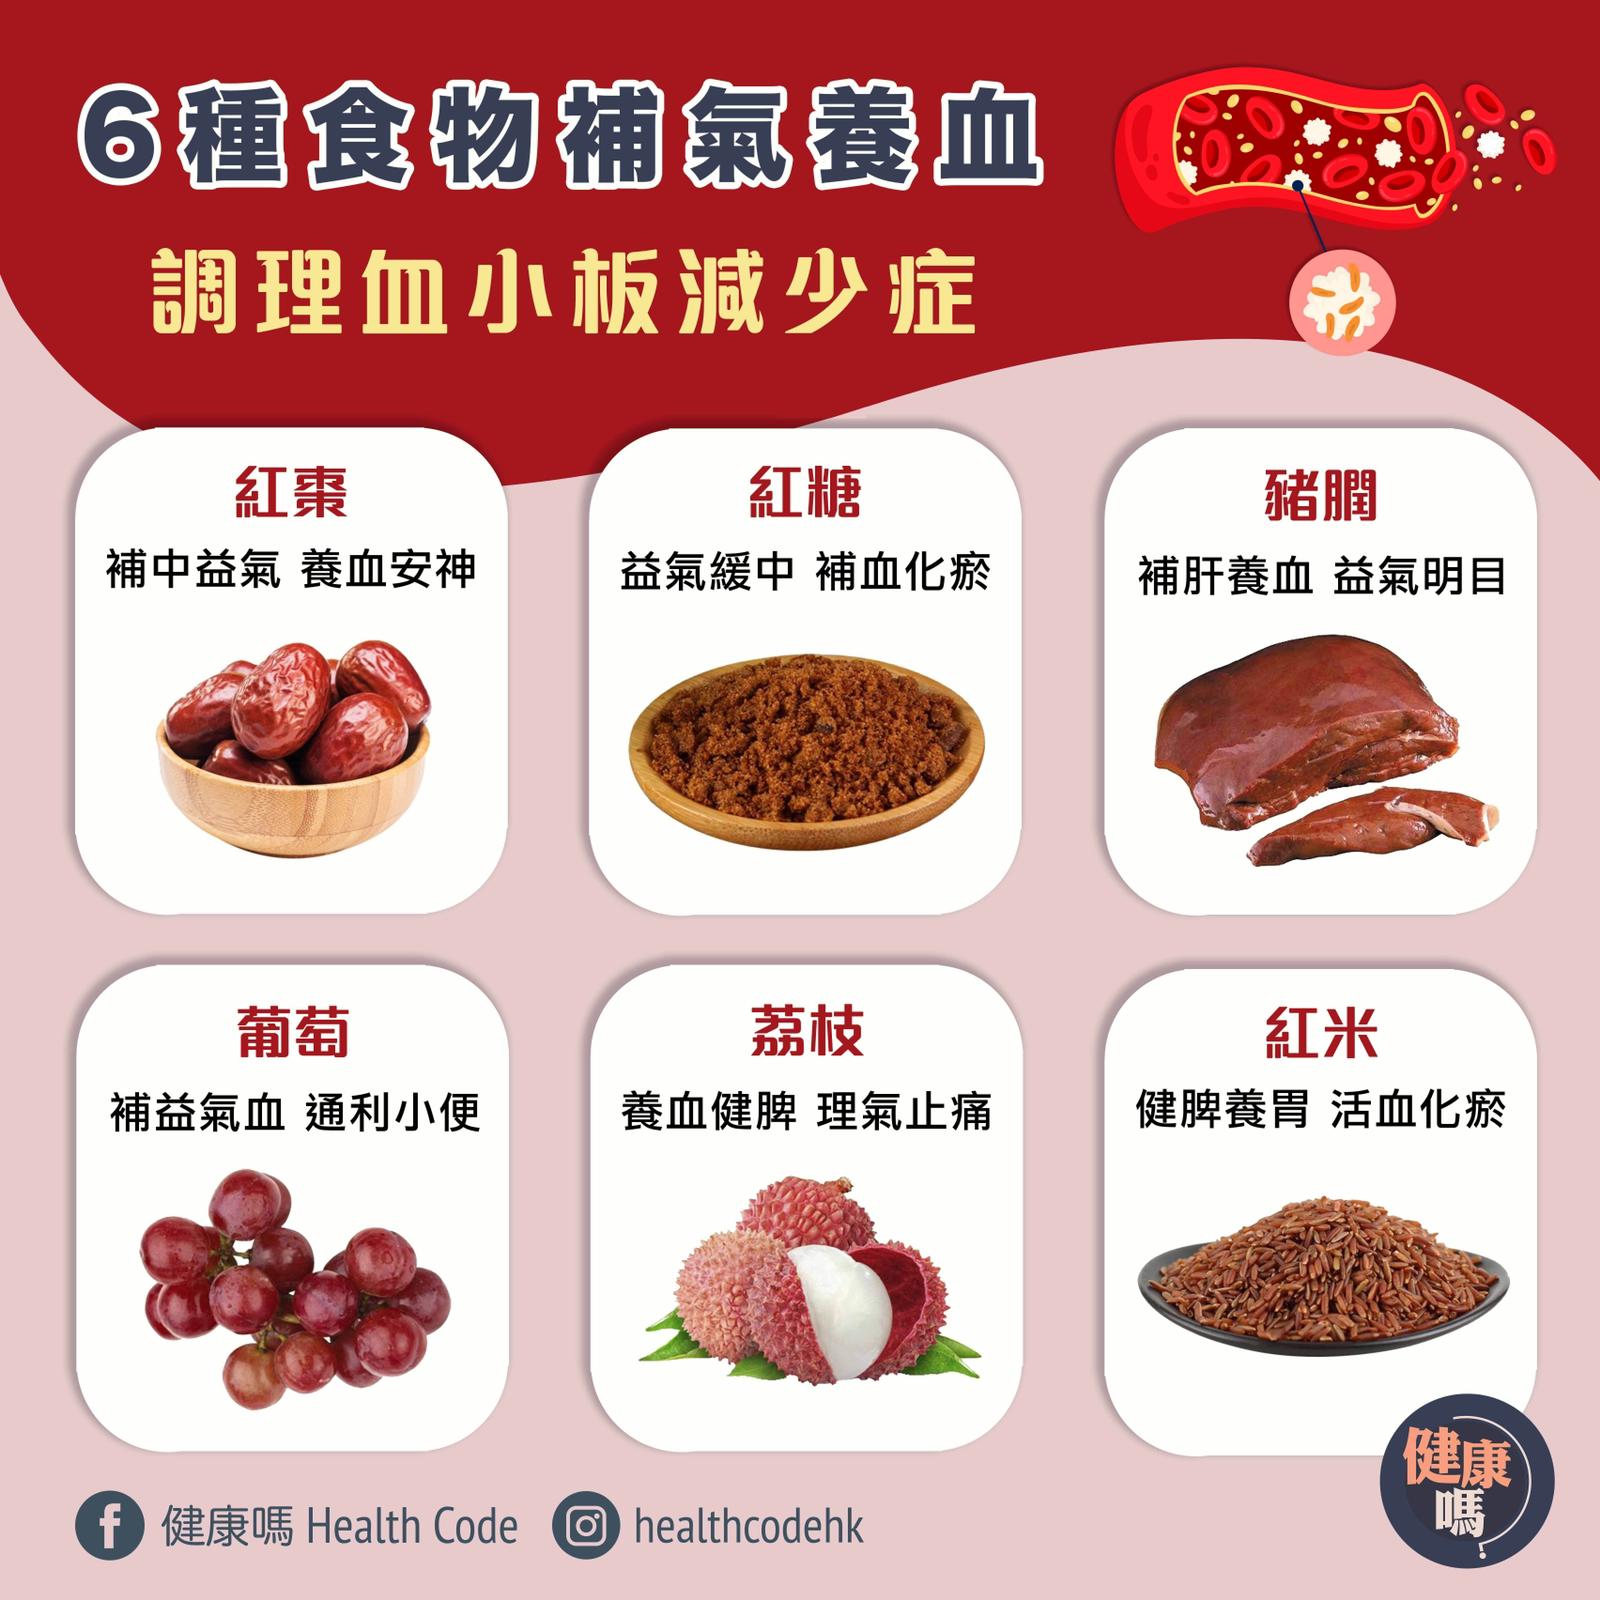 6種食物補氣養血
調理血小板減少症
紅棗
補中益氣 養血安神
紅糖
益氣緩中 補血化瘀
豬膶
補肝養血 益氣明目
葡萄
補益氣血 通利小便
荔枝
養血健脾 理氣止痛
紅米
健脾養胃 活血化瘀
健康嗎 Health Code
healthcodehk
健康
嗎?